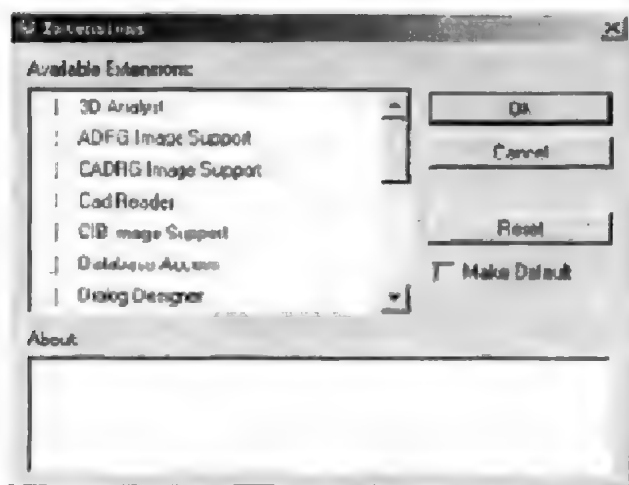 Extensions
Available Extensions:
3D Analyst
ADRG Image Support
CADRG Image Support
Cad Reader
CIB Image Support
Database Access
Dialog Designer
OK
Cancel
Reset
Make Default
About: